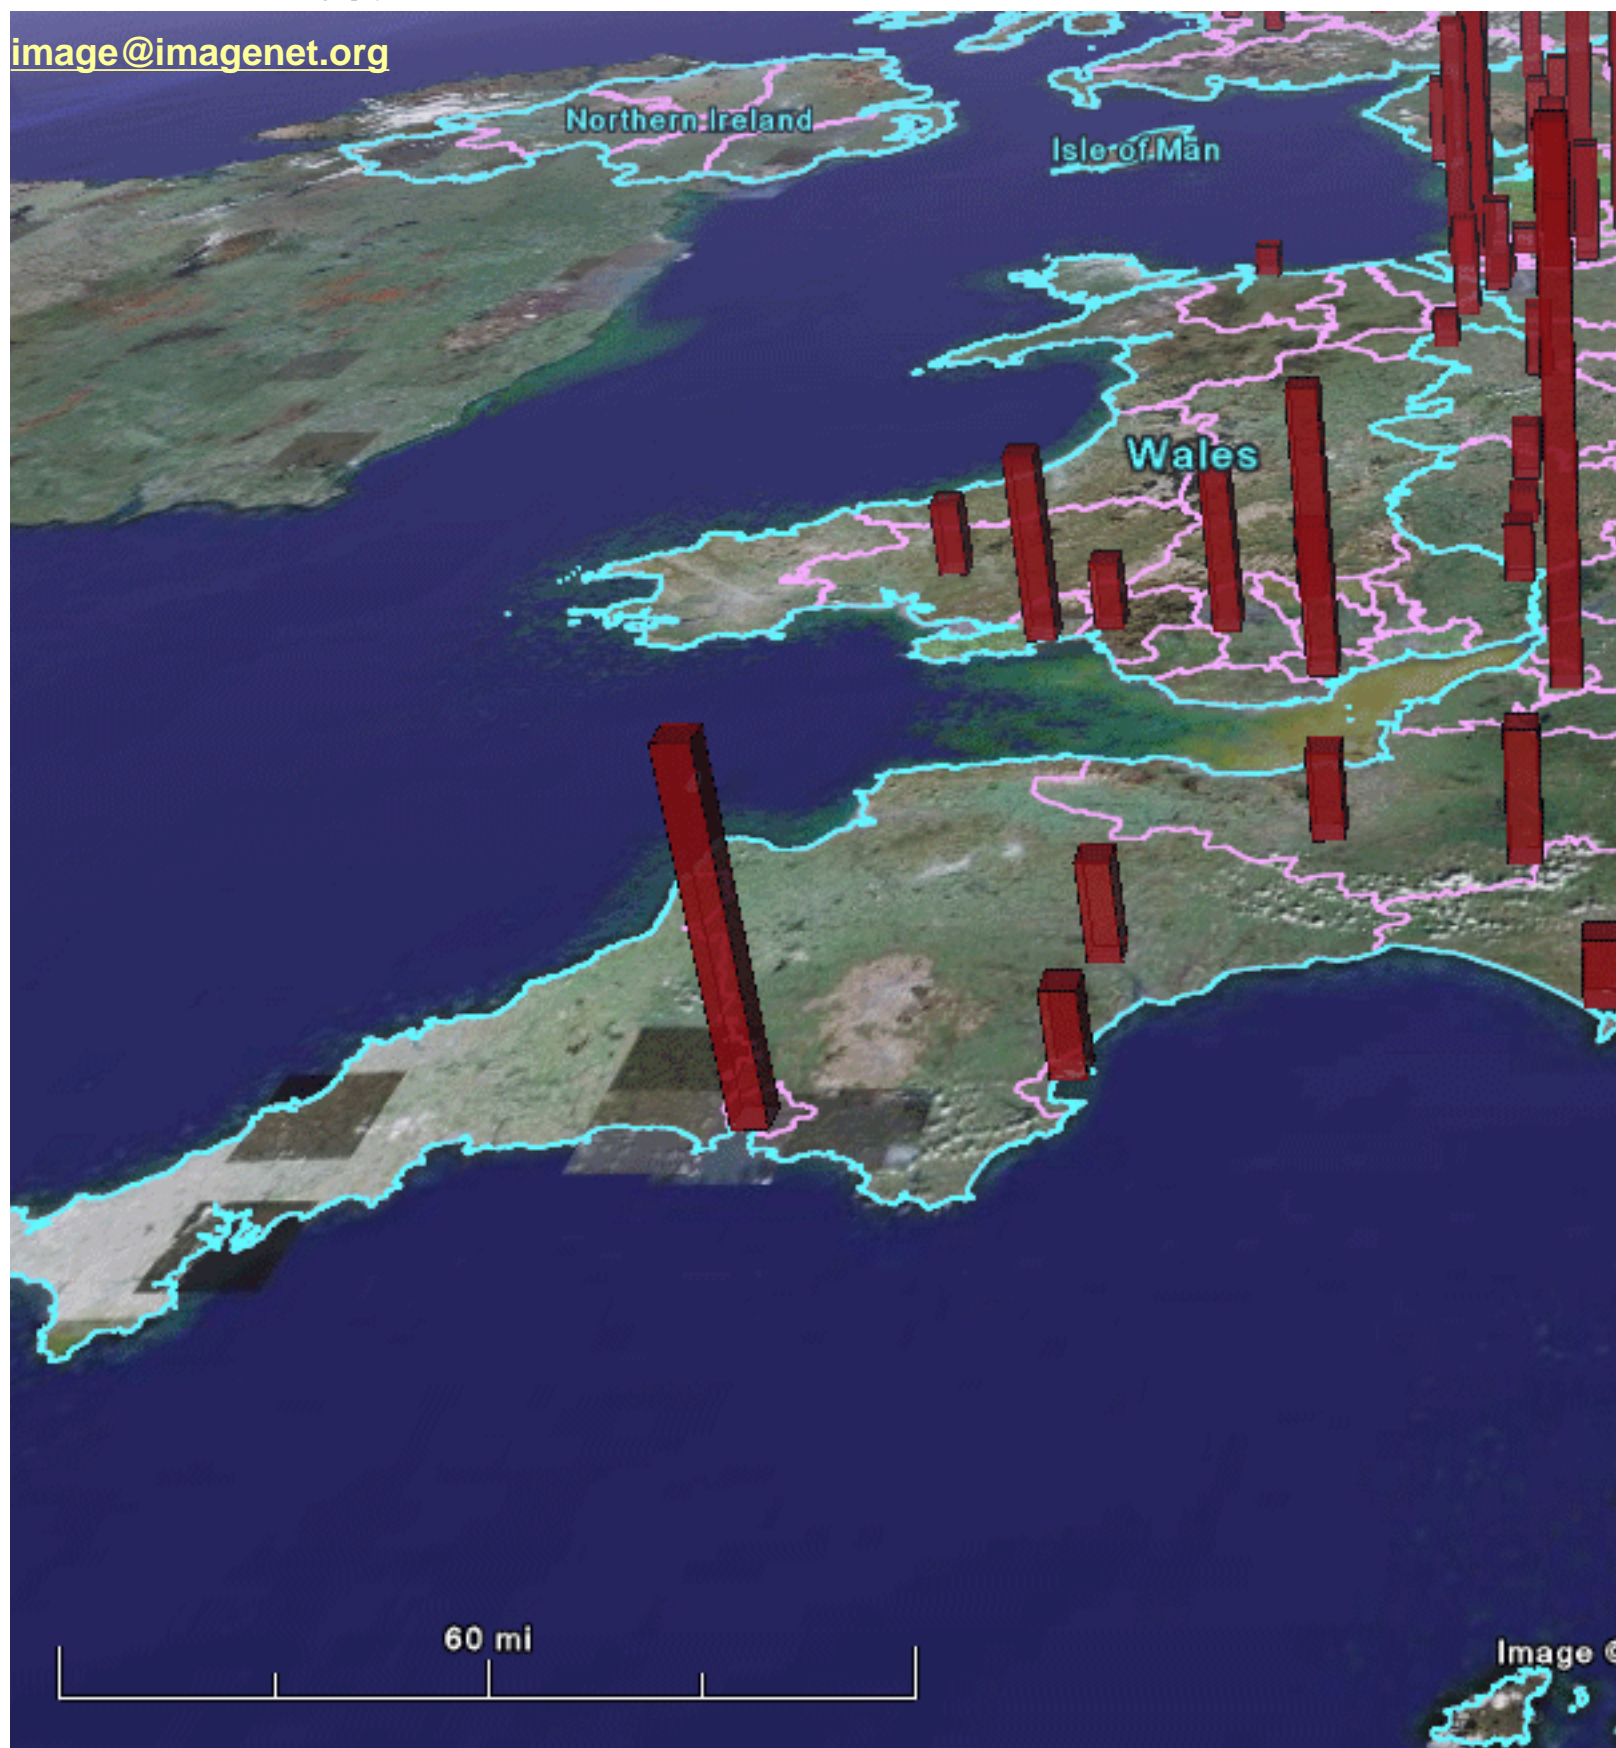 image@imagenet.org
Northern Ireland
Isle of Man
Wales
60 mi
Image ©